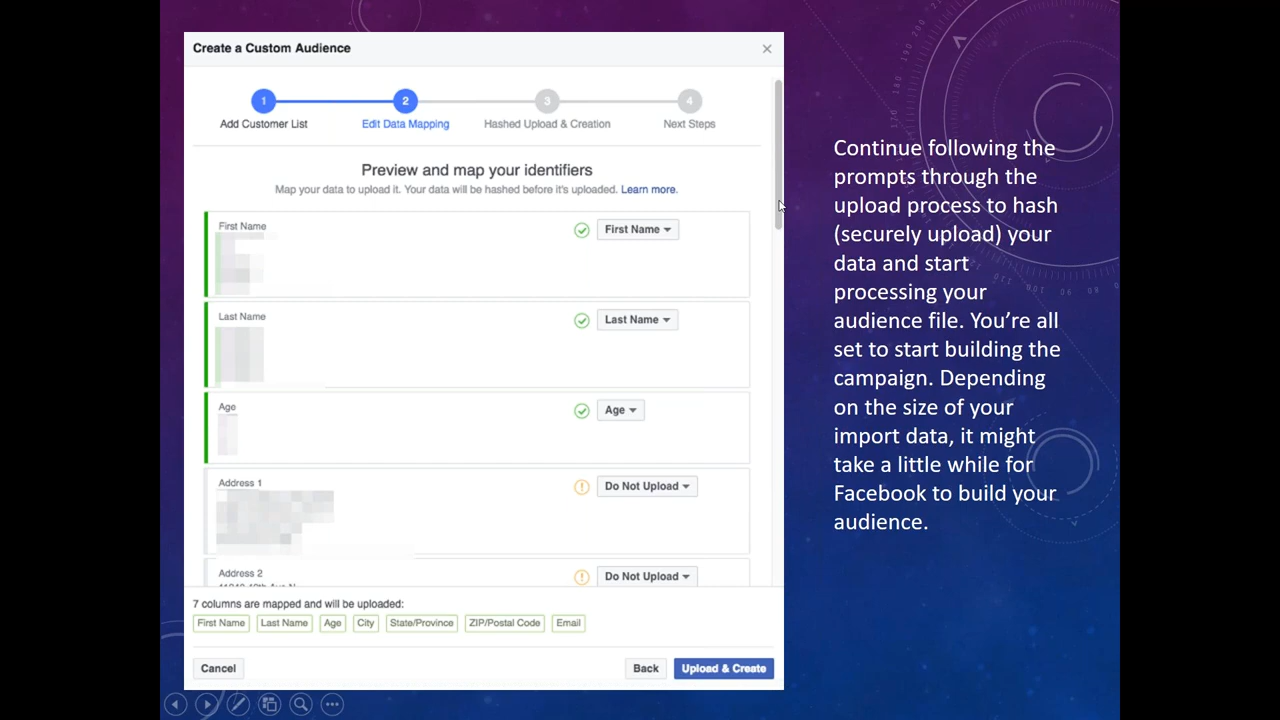 Create a Custom Audience
1
2
3
4
Add Customer List
Edit Data Mapping
Hashed Upload & Creation
Next Steps
Preview and map your identifiers
Map your data to upload it. Your data will be hashed before it's uploaded. Learn more.
First Name
First Name
Last Name
Last Name
Age
Age
Address 1
Do Not Upload
Address 2
Do Not Upload
7 columns are mapped and will be uploaded:
First Name
Last Name
Age
City
State/Province
ZIP/Postal Code
Email
Cancel
Back
Upload & Create
Continue following the
prompts through the
upload process to hash
(securely upload) your
data and start
processing your
audience file. You’re all
set to start building the
campaign. Depending
on the size of your
import data, it might
take a little while for
Facebook to build your
audience.